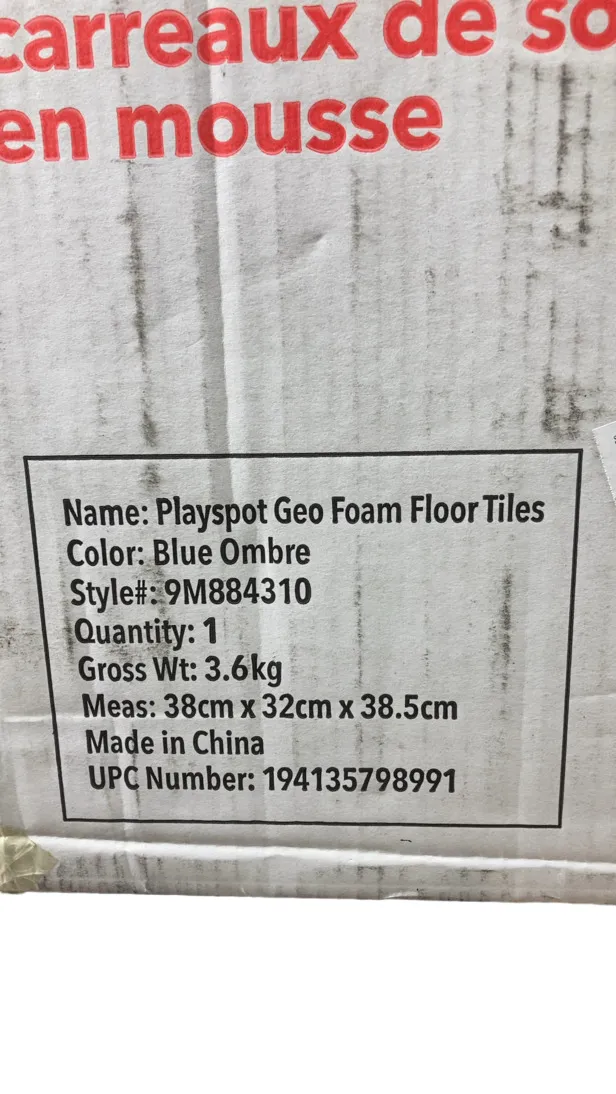 carreaux de so
en mousse
Name: Playspot Geo Foam Floor Tiles
Color: Blue Ombre
Style#: 9M884310
Quantity: 1
Gross Wt: 3.6kg
Meas: 38cm x 32cm x 38.5cm
Made in China
UPC Number: 194135798991